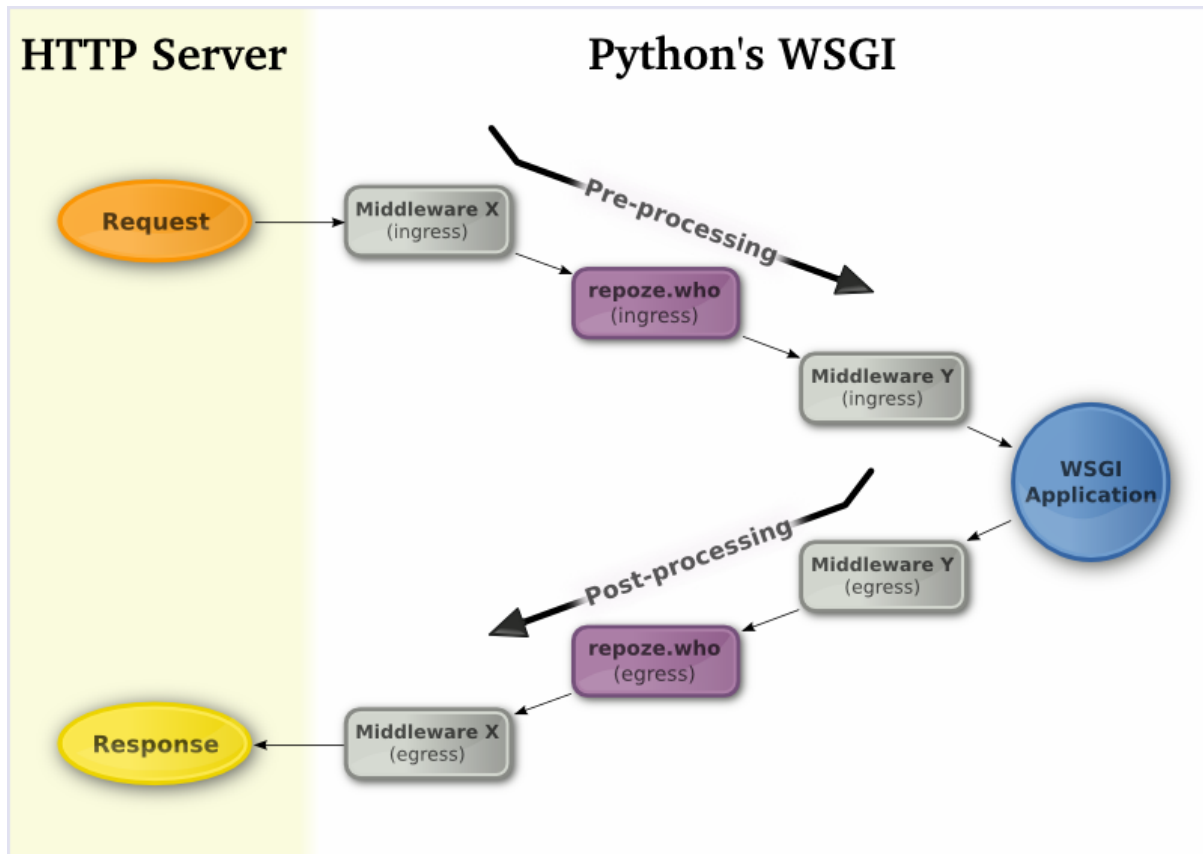 HTTP Server
Python's WSGI
Pre-processing
Request
Middleware X
(ingress)
repoze.who
(ingress)
Middleware Y
(ingress)
WSGI
Application
Post-processing
Middleware Y
(egress)
repoze.who
(egress)
Middleware X
(egress)
Response